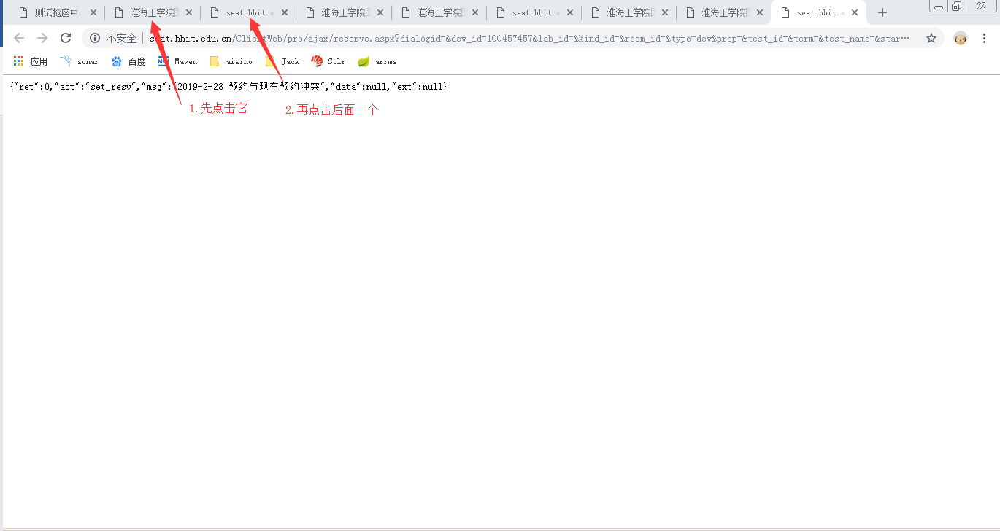 测试抢座中
淮海工学院图
seat.hhit.e
淮海工学院图
淮海工学院图
seat.hhit.e
淮海工学院图
淮海工学院图
seat.hhit.e
不安全
seat.hhit.edu.cn/ClientWeb/pro/ajax/reserve.aspx?dialogid=&dev_id=100457457&lab_id=&kind_id=&room_id=&type=dev&prop=&test_id=&term=&test_name=&star…
应用 sonar 百度 Maven aisino Jack Solr arrms
{"ret":0,"act":"set_resv","msg":"2019-2-28 预约与现有预约冲突","data":null,"ext":null}
1.先点击它
2.再点击后面一个